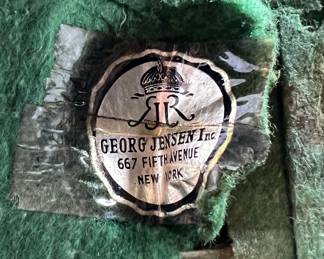 GEORG JENSEN Inc
667 FIFTH AVENUE
NEW YORK